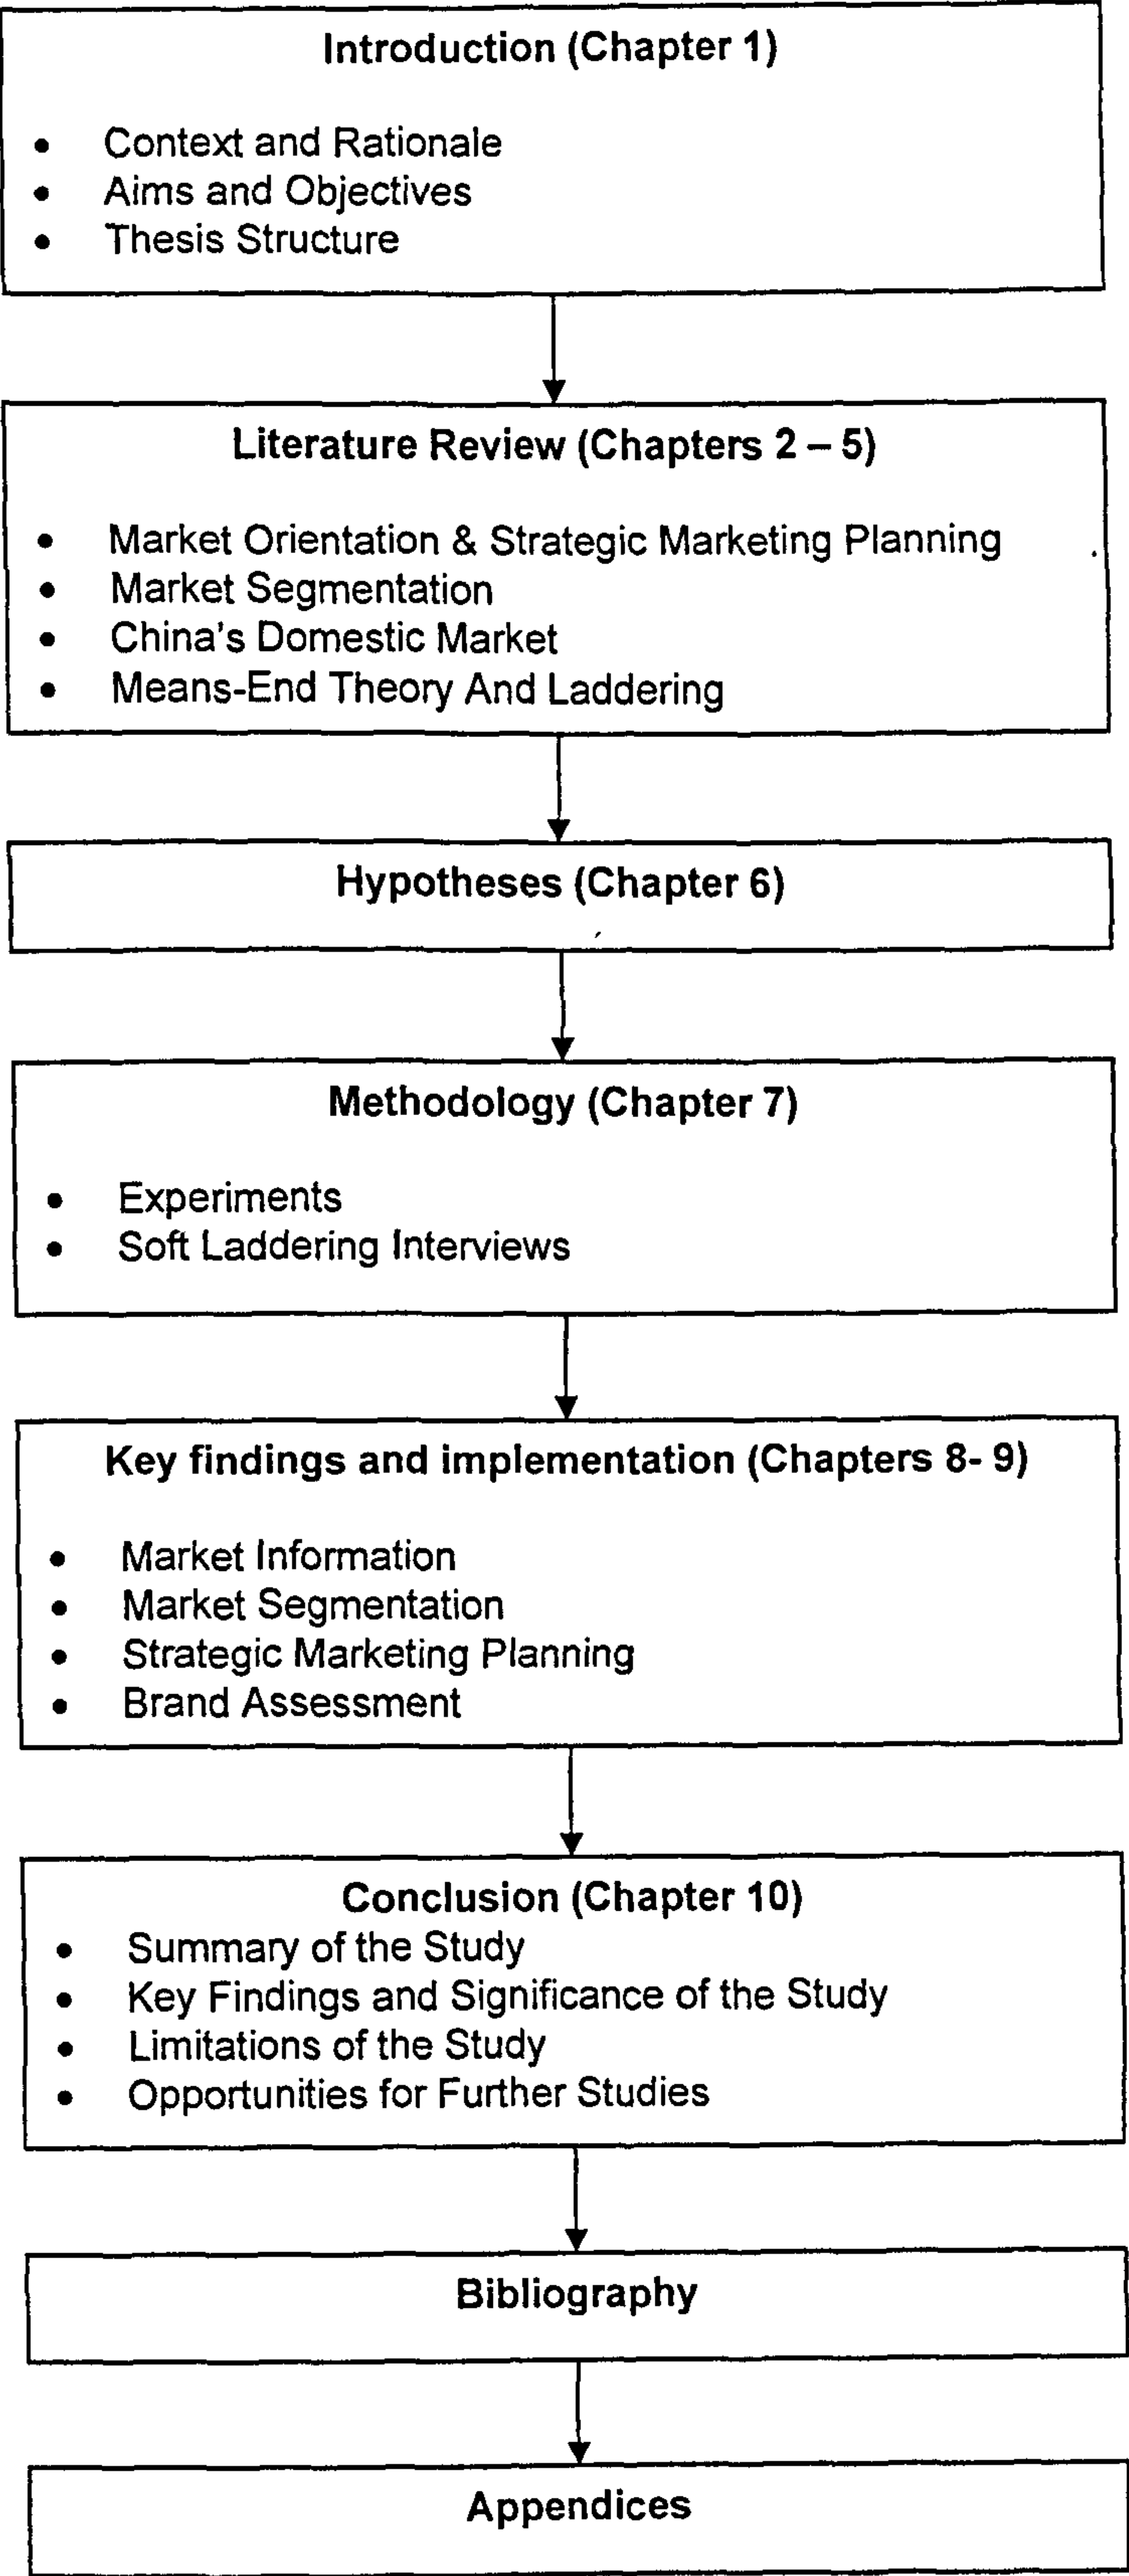 Introduction (Chapter 1)
• Context and Rationale
• Aims and Objectives
• Thesis Structure
Literature Review (Chapters 2 – 5)
• Market Orientation & Strategic Marketing Planning
• Market Segmentation
• China's Domestic Market
• Means-End Theory And Laddering
Hypotheses (Chapter 6)
Methodology (Chapter 7)
• Experiments
• Soft Laddering Interviews
Key findings and implementation (Chapters 8- 9)
• Market Information
• Market Segmentation
• Strategic Marketing Planning
• Brand Assessment
Conclusion (Chapter 10)
• Summary of the Study
• Key Findings and Significance of the Study
• Limitations of the Study
• Opportunities for Further Studies
Bibliography
Appendices